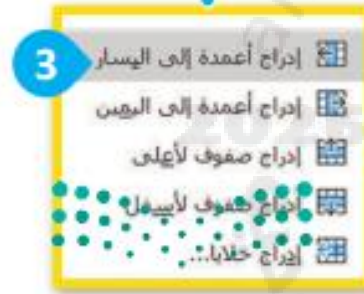 3
إدراج أعمدة إلى اليسار
إدراج أعمدة إلى اليمين
إدراج صفوف لأعلى
إدراج صفوف لأسفل
إدراج خلايا...